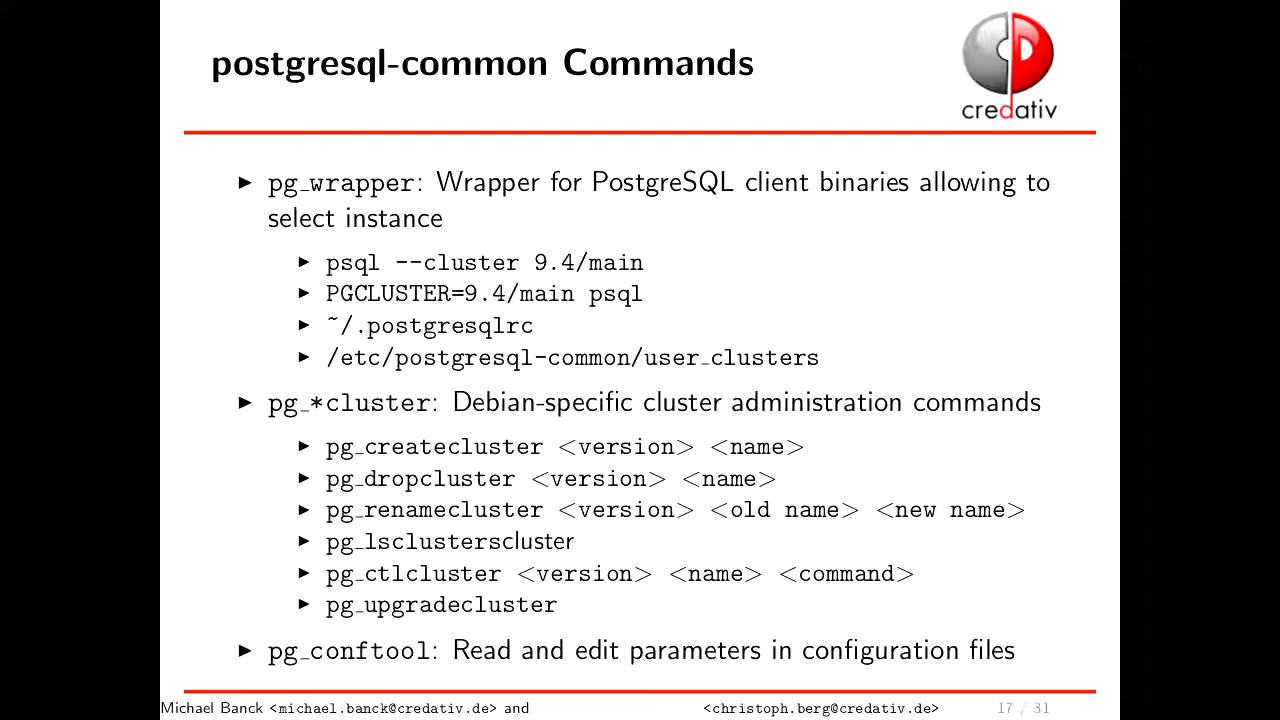 postgresql-common Commands
credativ
pg_wrapper: Wrapper for PostgreSQL client binaries allowing to
select instance
psql --cluster 9.4/main
PGCLUSTER=9.4/main psql
~/.postgresqlrc
/etc/postgresql-common/user_clusters
pg_*cluster: Debian-specific cluster administration commands
pg_createcluster <version> <name>
pg_dropcluster <version> <name>
pg_renamecluster <version> <old name> <new name>
pg_lsclusterscluster
pg_ctlcluster <version> <name> <command>
pg_upgradecluster
pg_conftool: Read and edit parameters in configuration files
Michael Banck <michael.banck@credativ.de> and <christoph.berg@credativ.de> 17 / 31